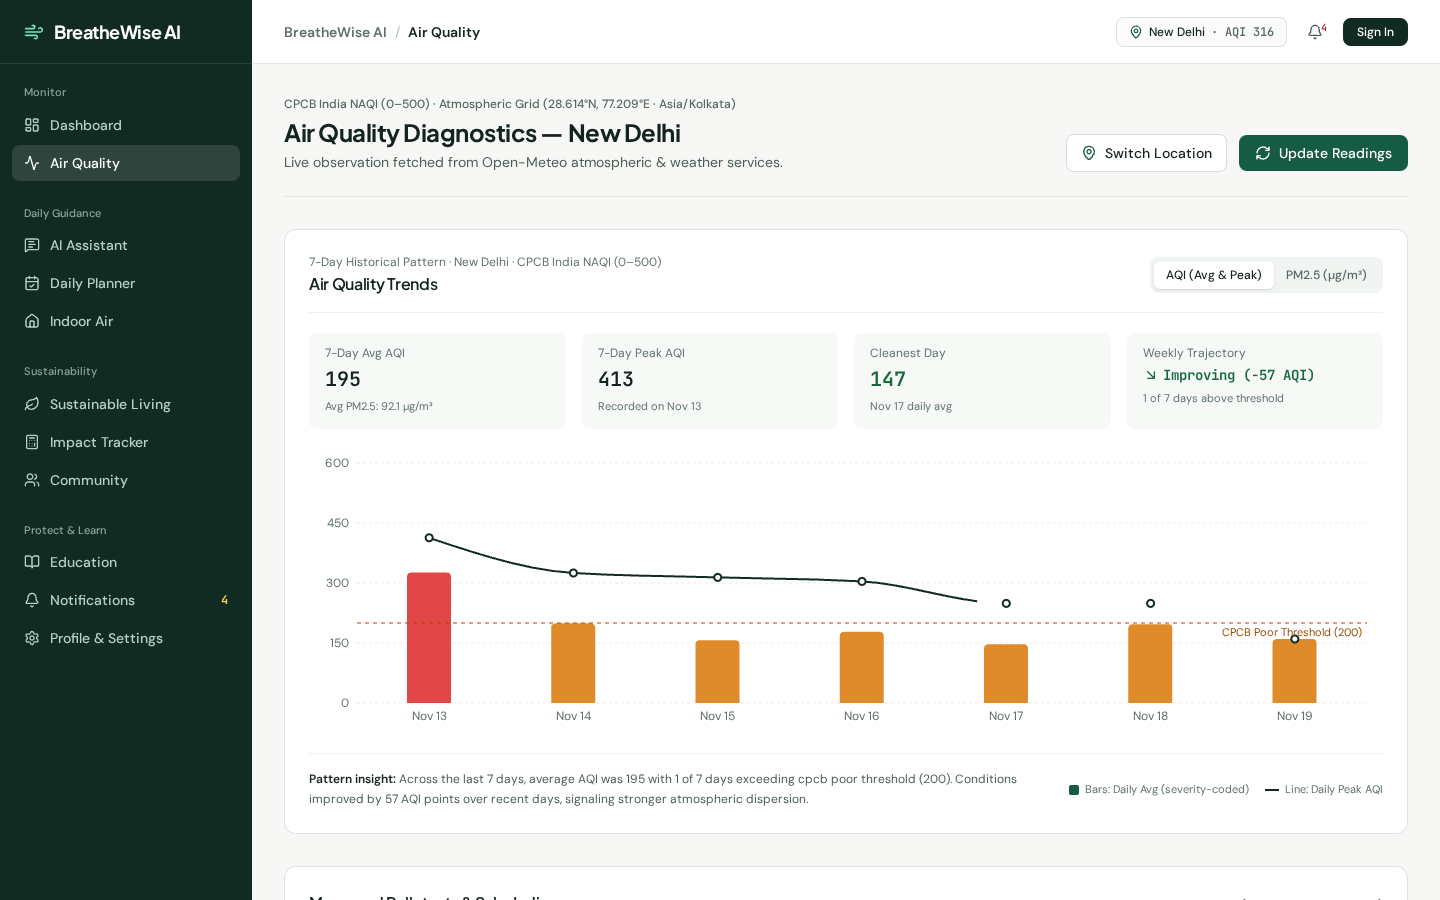 BreatheWise AI
Monitor
Dashboard
Air Quality
Daily Guidance
AI Assistant
Daily Planner
Indoor Air
Sustainability
Sustainable Living
Impact Tracker
Community
Protect & Learn
Education
Notifications 4
Profile & Settings
BreatheWise AI / Air Quality
New Delhi · AQI 316
4
Sign In
CPCB India NAQI (0–500) · Atmospheric Grid (28.614°N, 77.209°E · Asia/Kolkata)
Air Quality Diagnostics — New Delhi
Live observation fetched from Open-Meteo atmospheric & weather services.
Switch Location
Update Readings
7-Day Historical Pattern · New Delhi · CPCB India NAQI (0–500)
Air Quality Trends
AQI (Avg & Peak)
PM2.5 (µg/m³)
7-Day Avg AQI
195
Avg PM2.5: 92.1 µg/m³
7-Day Peak AQI
413
Recorded on Nov 13
Cleanest Day
147
Nov 17 daily avg
Weekly Trajectory
Improving (-57 AQI)
1 of 7 days above threshold
600
450
300
150
0
CPCB Poor Threshold (200)
Nov 13
Nov 14
Nov 15
Nov 16
Nov 17
Nov 18
Nov 19
Pattern insight: Across the last 7 days, average AQI was 195 with 1 of 7 days exceeding cpcb poor threshold (200). Conditions
improved by 57 AQI points over recent days, signaling stronger atmospheric dispersion.
Bars: Daily Avg (severity-coded)
Line: Daily Peak AQI